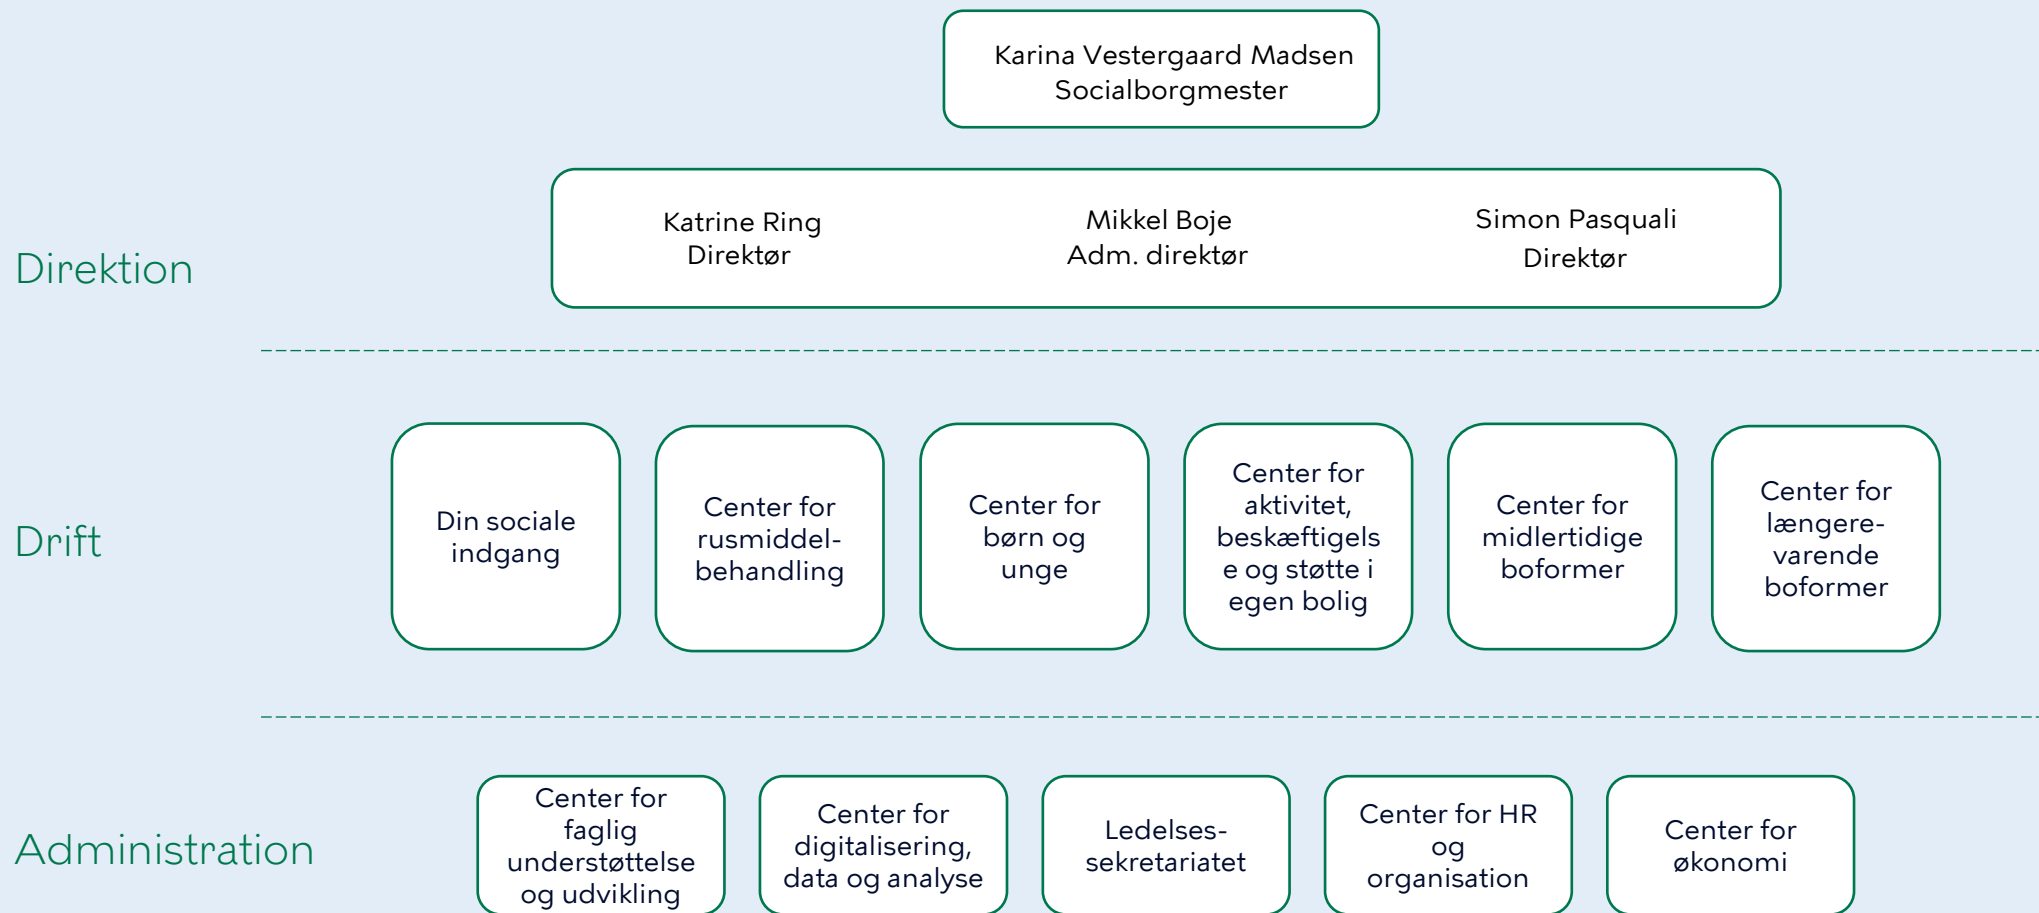 Karina Vestergaard Madsen
Socialborgmester
Direktion
Katrine Ring
Direktør
Mikkel Boje
Adm. direktør
Simon Pasquali
Direktør
Drift
Din sociale
indgang
Center for
rusmiddel-
behandling
Center for
børn og
unge
Center for
aktivitet,
beskæftigels
e og støtte i
egen bolig
Center for
midlertidige
boformer
Center for
længere-
varende
boformer
Administration
Center for
faglig
understøttelse
og udvikling
Center for
digitalisering,
data og analyse
Ledelses-
sekretariatet
Center for HR
og
organisation
Center for
økonomi